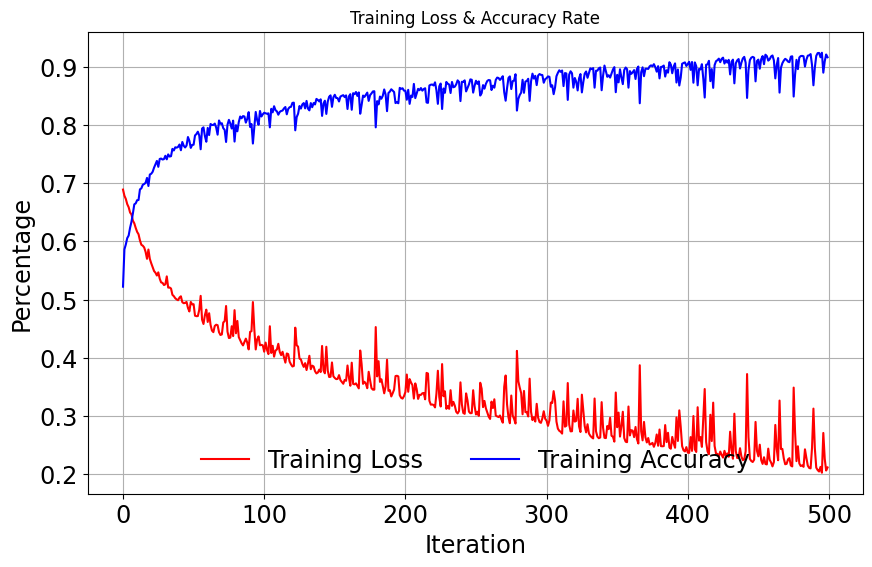 Training Loss & Accuracy Rate
Percentage
0.9
0.8
0.7
0.6
0.5
0.4
0.3
0.2
Training Loss Training Accuracy
0 100 200 300 400 500
Iteration